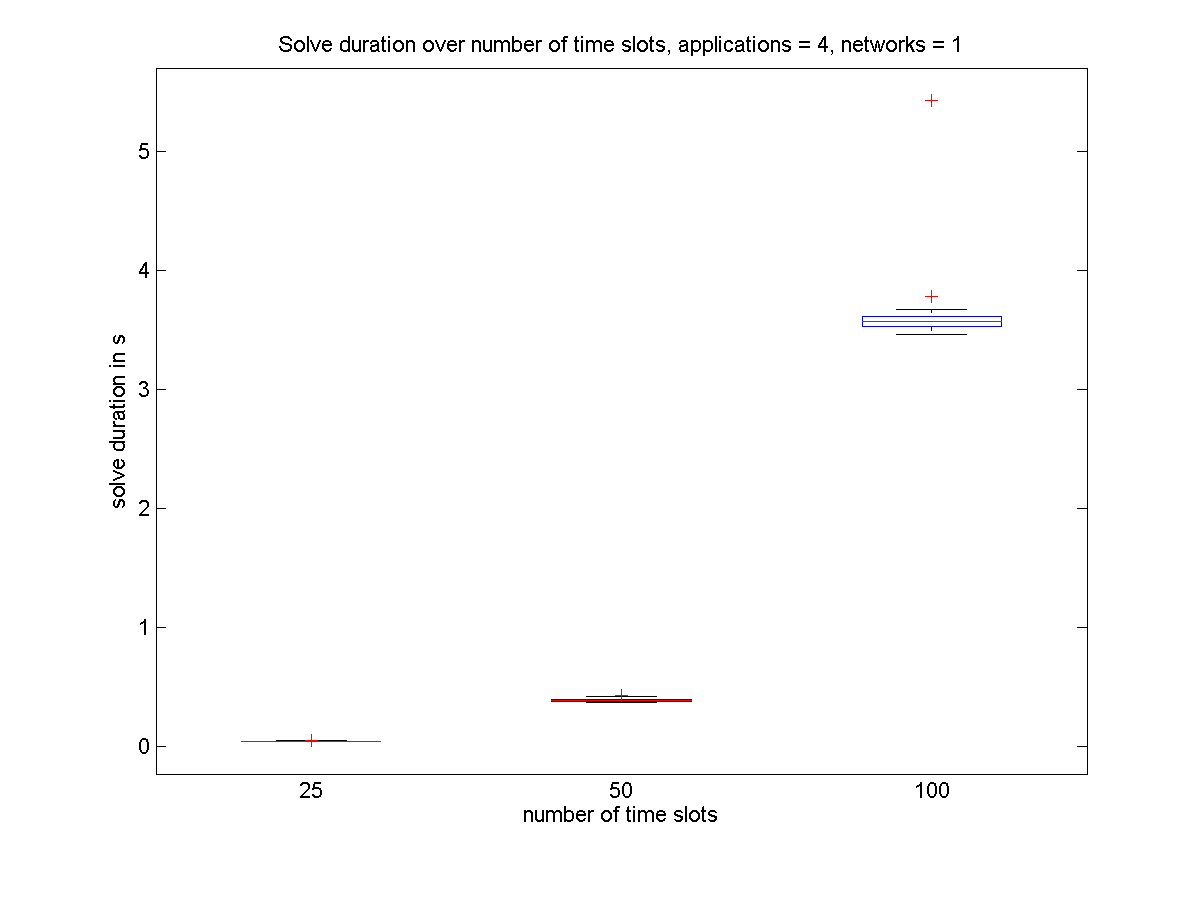 Solve duration over number of time slots, applications = 4, networks = 1
5
4
3
2
1
0
solve duration in s
25 50 100
number of time slots